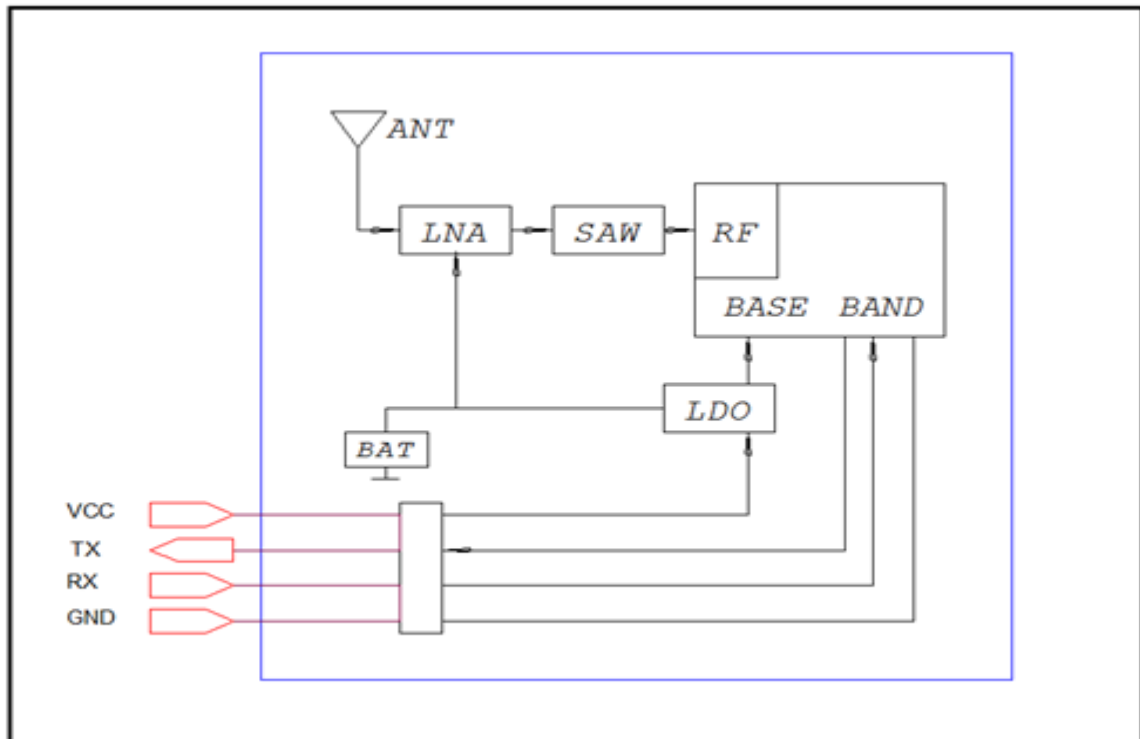 ANT
LNA
SAW
RF
BASE BAND
LDO
BAT
VCC
TX
RX
GND